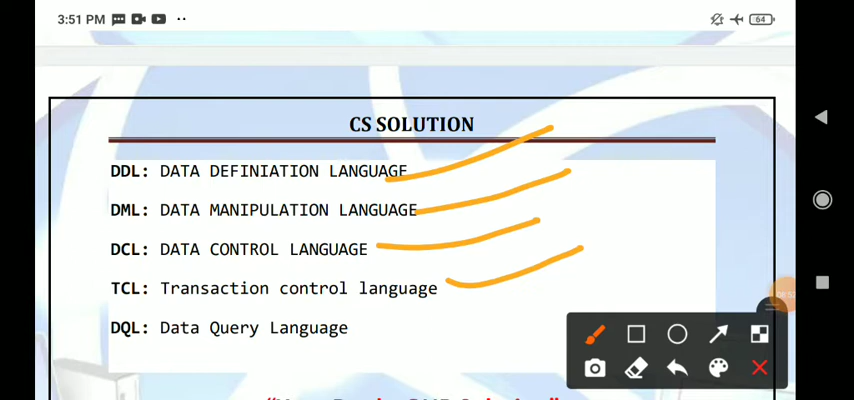 3:51 PM
64
CS SOLUTION
DDL: DATA DEFINIATION LANGUAGE
DML: DATA MANIPULATION LANGUAGE
DCL: DATA CONTROL LANGUAGE
TCL: Transaction control language
DQL: Data Query Language